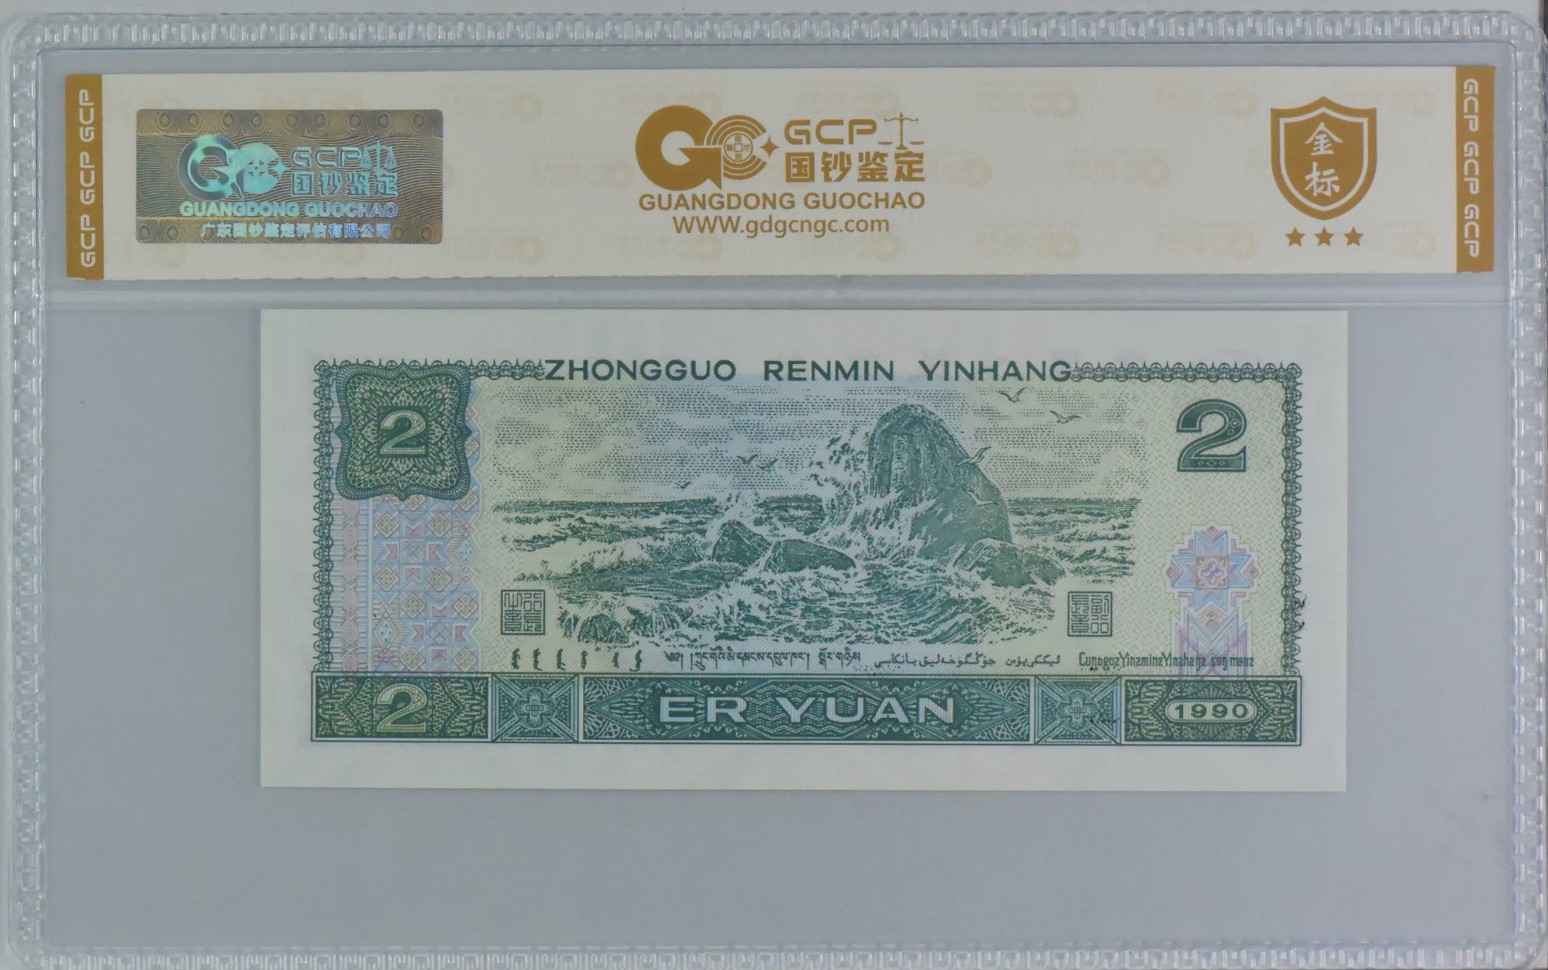 GCP GCP GCP
GCP
国钞鉴定
GUANGDONG GUOCHAO
广东国钞鉴定评估有限公司
GCP
国钞鉴定
GUANGDONG GUOCHAO
WWW.gdgcngc.com
金
标
GCP GCP GCP
ZHONGGUO RENMIN YINHANG
2
2
2
ER YUAN
1990